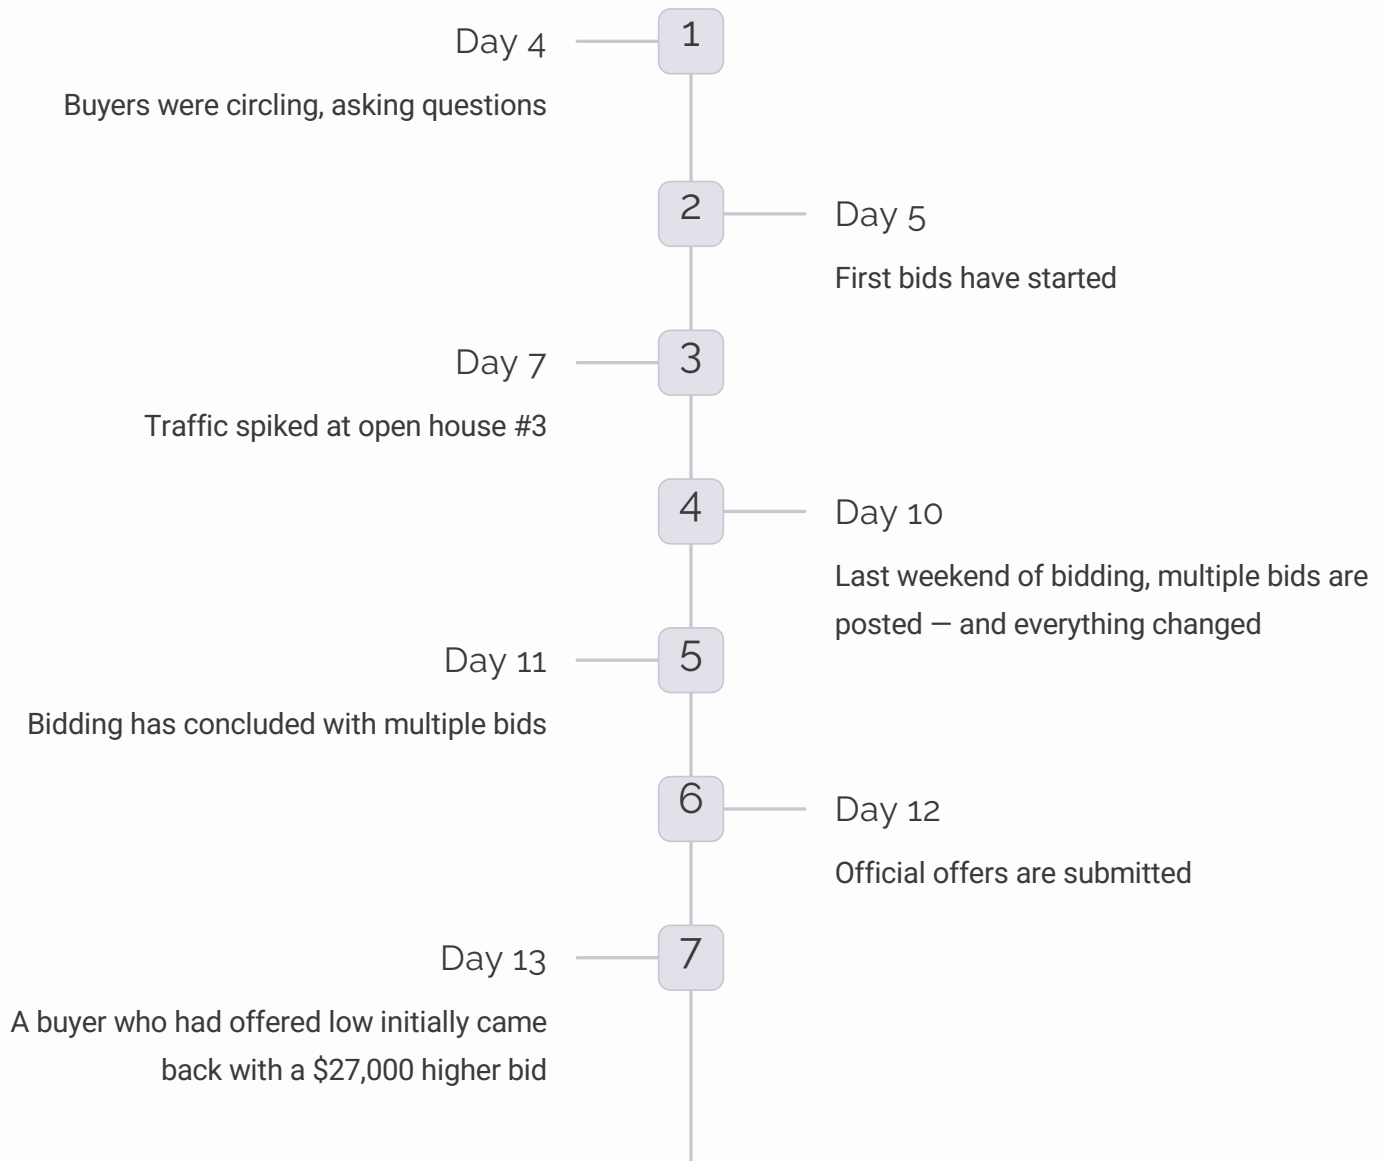 1
Day 4
Buyers were circling, asking questions
2
Day 5
First bids have started
3
Day 7
Traffic spiked at open house #3
4
Day 10
Last weekend of bidding, multiple bids are
posted — and everything changed
5
Day 11
Bidding has concluded with multiple bids
6
Day 12
Official offers are submitted
7
Day 13
A buyer who had offered low initially came
back with a $27,000 higher bid